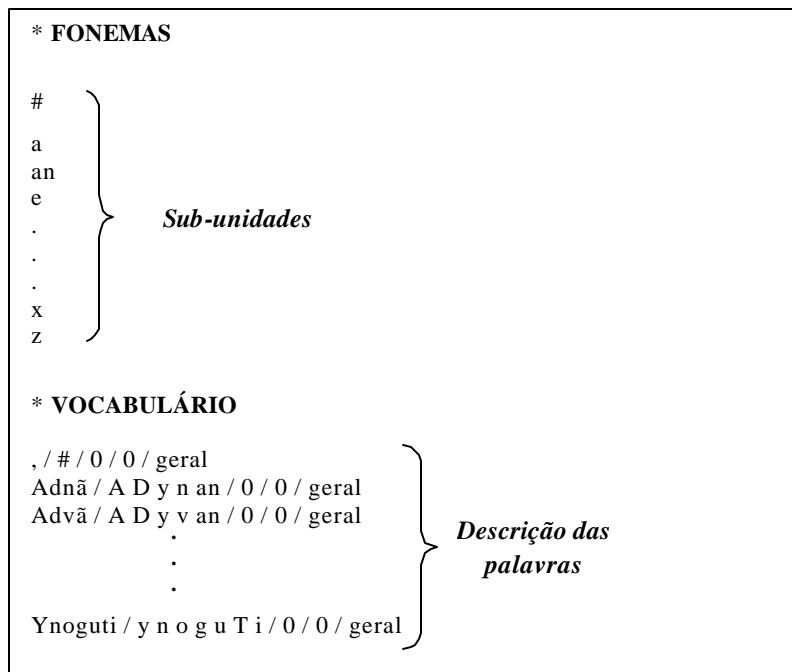 * FONEMAS
#
a
an
e
.
.
.
x
z
Sub-unidades
* VOCABULÁRIO
, / # / 0 / 0 / geral
Adnã / A D y n an / 0 / 0 / geral
Advã / A D y v an / 0 / 0 / geral
.
.
.
Ynoguti / y n o g u T i / 0 / 0 / geral
Descrição das
palavras